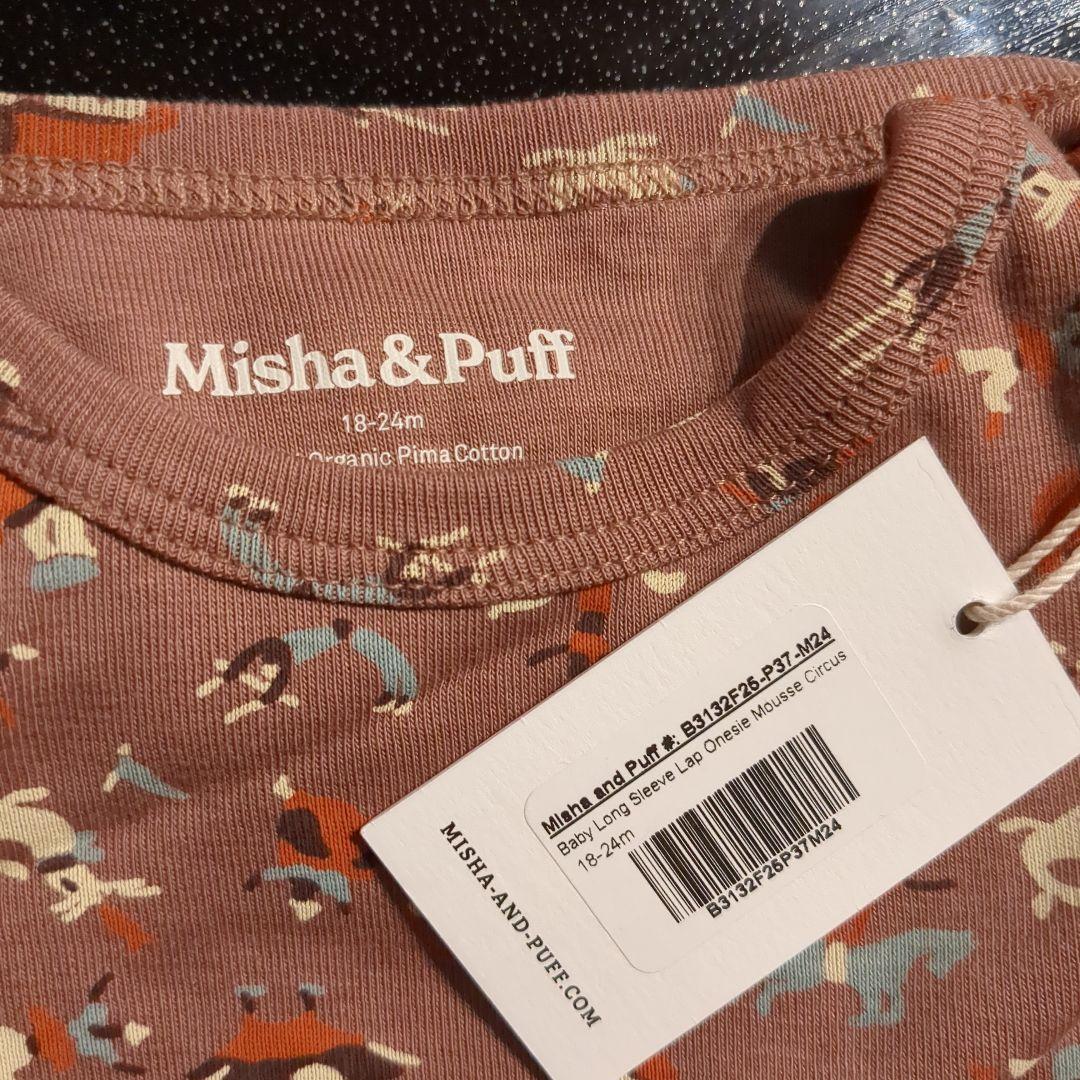 Misha&Puff
18-24m
Organic Pima Cotton
Misha and Puff #: B3132F25-P37-M24
Baby Long Sleeve Lap Onesie Mousse Circus
18-24m
B3132F25P37M24
MISHA-AND-PUFF.COM